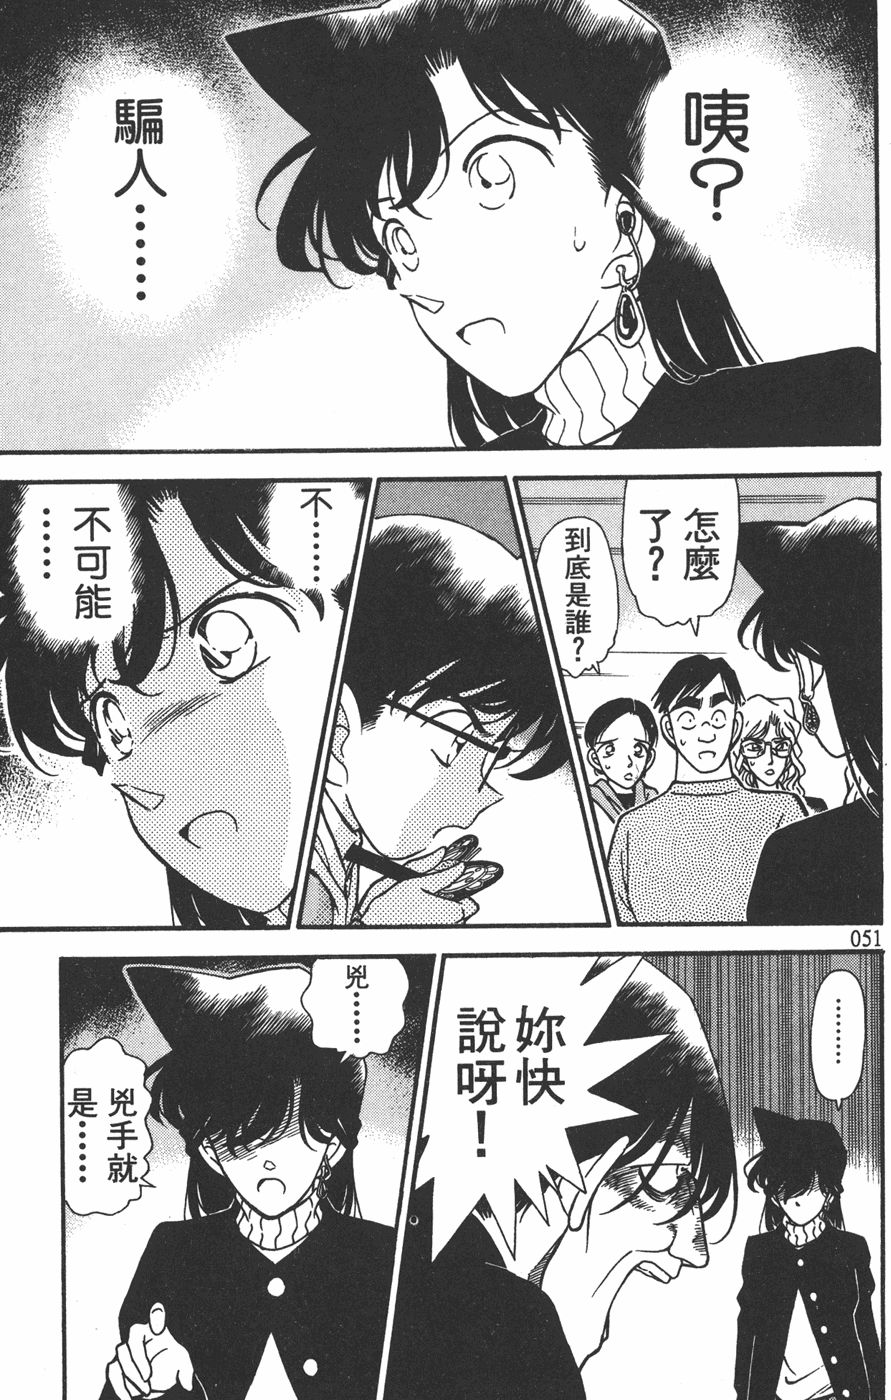 咦？
騙人……
怎麼
了？
到底是誰？
不……
不可能
……
051
………
妳快
說呀！
兇……
兇手就
是……